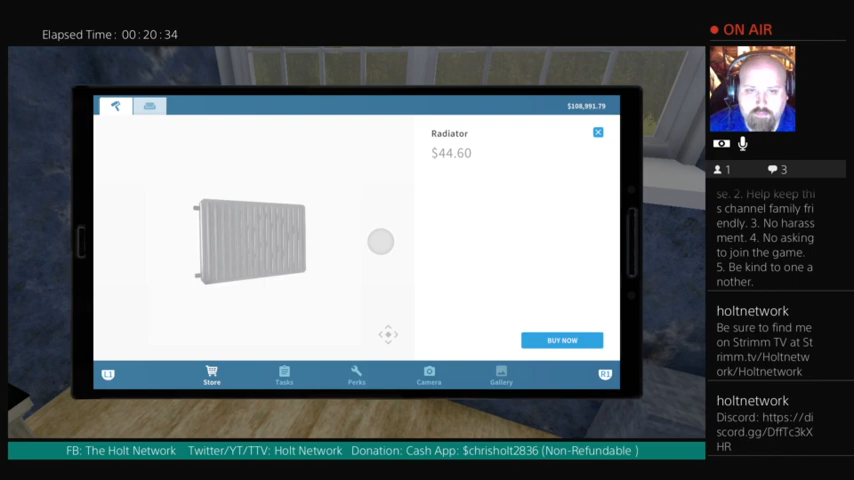 Elapsed Time : 00:20:34
ON AIR
$108,991.79
Radiator
$44.60
BUY NOW
L1
Store
Tasks
Perks
Camera
Gallery
R1
1
3
se. 2. Help keep thi
s channel family fri
endly. 3. No harass
ment. 4. No asking
to join the game.
5. Be kind to one a
nother.
holtnetwork
Be sure to find me
on Strimm TV at St
rimm.tv/Holtnetw
ork/Holtnetwork
holtnetwork
Discord: https://di
scord.gg/DffTc3kX
HR
FB: The Holt Network Twitter/YT/TTV: Holt Network Donation: Cash App: $chrisholt2836 (Non-Refundable )